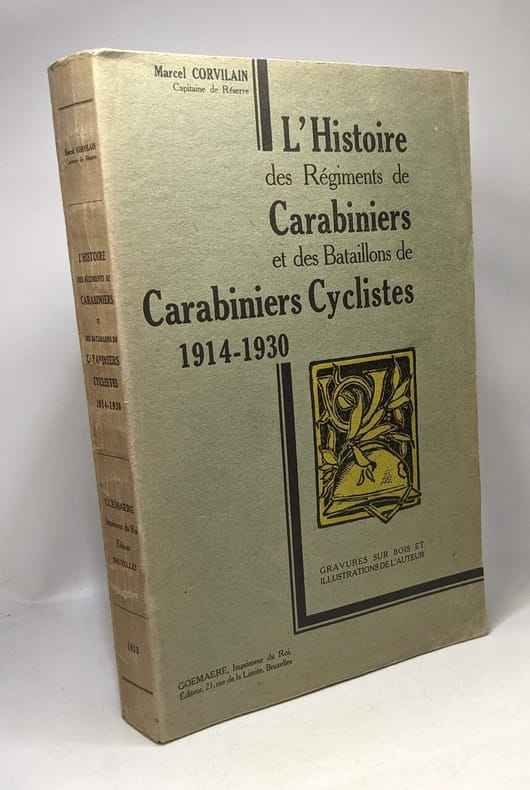 Marcel CORVILAIN
Capitaine de Réserve
L'Histoire
des Régiments de
Carabiniers
et des Bataillons de
Carabiniers Cyclistes
1914-1930
GRAVURES SUR BOIS ET
ILLUSTRATIONS DE L'AUTEUR
GOEMAERE, Imprimeur du Roi,
Éditeur, 21, rue de la Limite, Bruxelles
Marcel CORVILAIN
Capitaine de Réserve
L'HISTOIRE
DES RÉGIMENTS DE
CARABINIERS
ET
DES BATAILLONS DE
CARABINIERS
CYCLISTES
1914-1930
GOEMAERE
Imprimeur du Roi
Éditeur
BRUXELLES